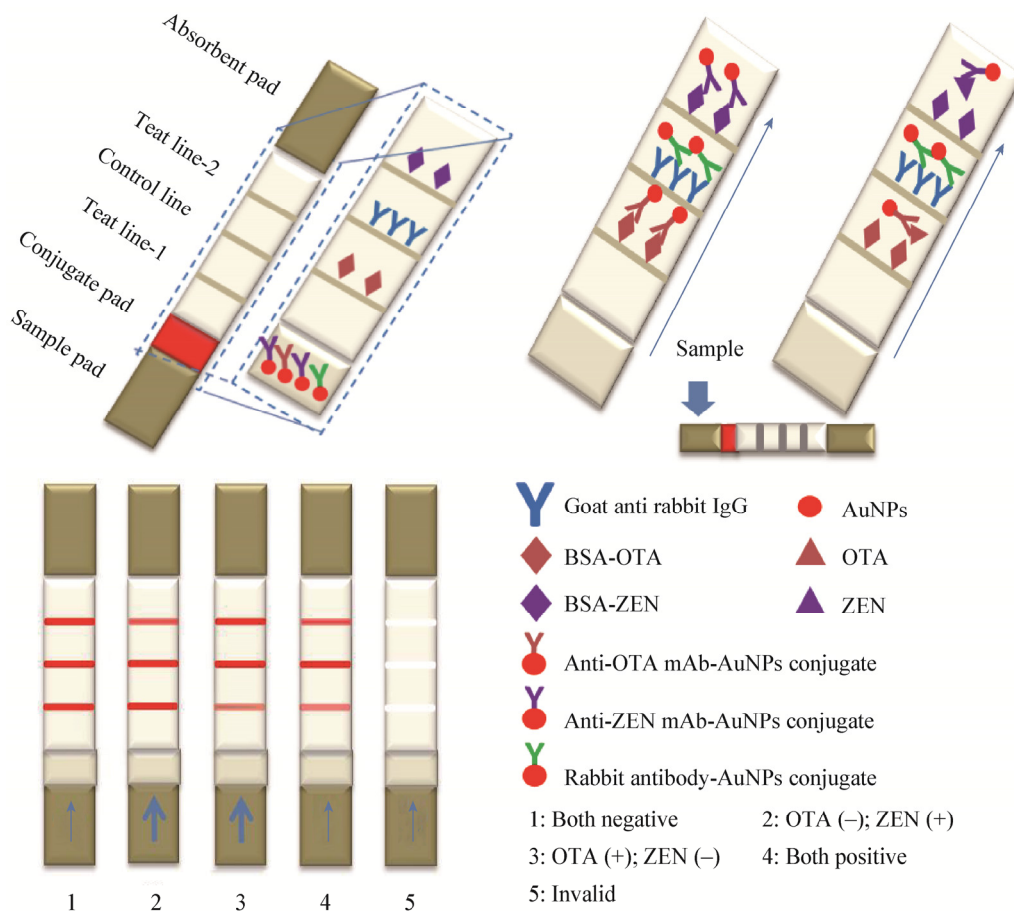 Absorbent pad
Teat line-2
Control line
Teat line-1
Conjugate pad
Sample pad
Sample
Goat anti rabbit IgG
AuNPs
BSA-OTA
OTA
BSA-ZEN
ZEN
Anti-OTA mAb-AuNPs conjugate
Anti-ZEN mAb-AuNPs conjugate
Rabbit antibody-AuNPs conjugate
1: Both negative
2: OTA (–); ZEN (+)
3: OTA (+); ZEN (–)
4: Both positive
5: Invalid
1 2 3 4 5